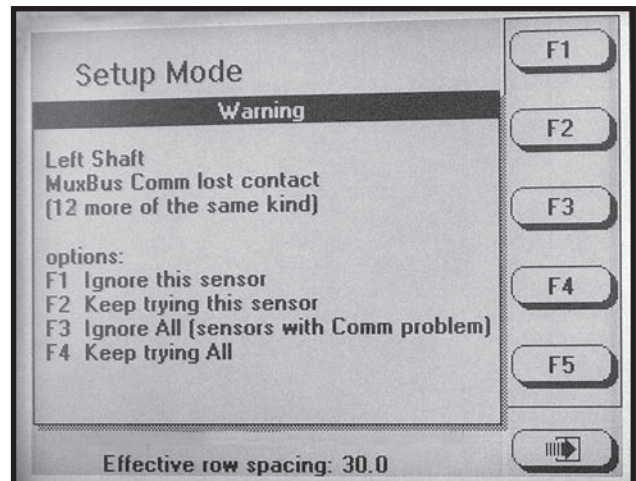 Setup Mode
Warning
Left Shaft
MuxBus Comm lost contact
(12 more of the same kind)
options:
F1 Ignore this sensor
F2 Keep trying this sensor
F3 Ignore All (sensors with Comm problem)
F4 Keep trying All
Effective row spacing: 30.0
F1
F2
F3
F4
F5